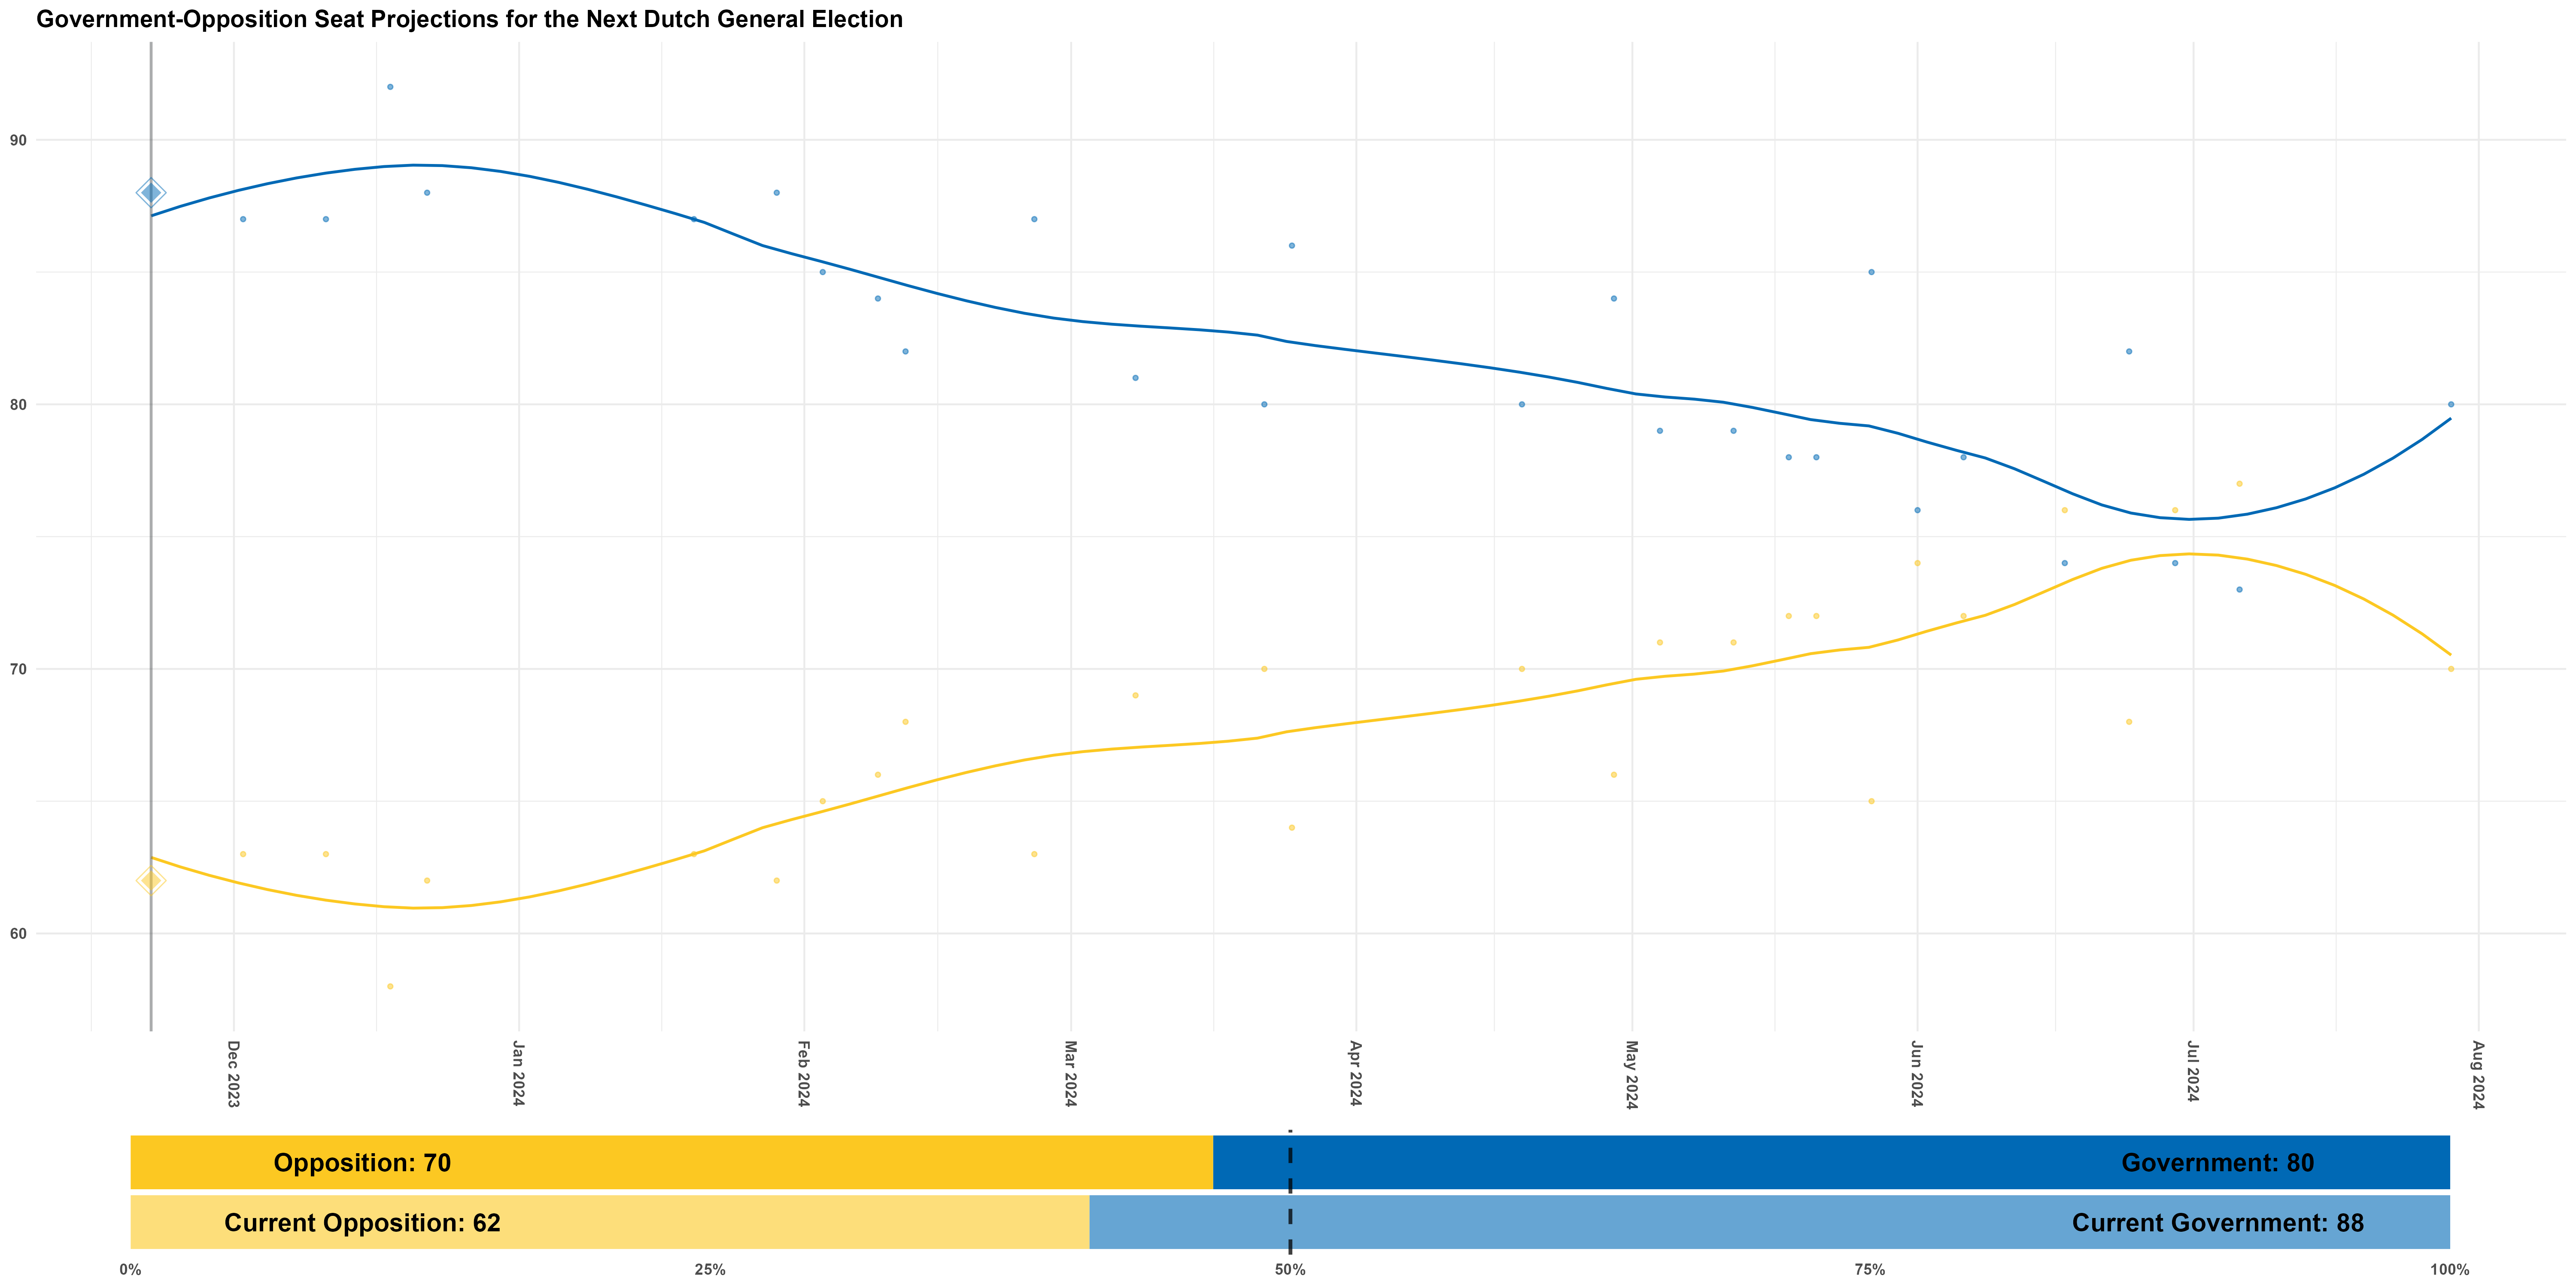 Government-Opposition Seat Projections for the Next Dutch General Election
90
80
70
60
Dec 2023
Jan 2024
Feb 2024
Mar 2024
Apr 2024
May 2024
Jun 2024
Jul 2024
Aug 2024
Opposition: 70 Government: 80
Current Opposition: 62 Current Government: 88
0% 25% 50% 75% 100%